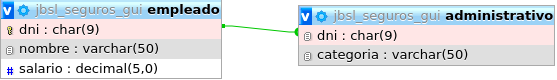 v jbsl_seguros_gui empleado
dni : char(9)
nombre : varchar(50)
# salario : decimal(5,0)
v jbsl_seguros_gui administrativo
dni : char(9)
categoria : varchar(50)